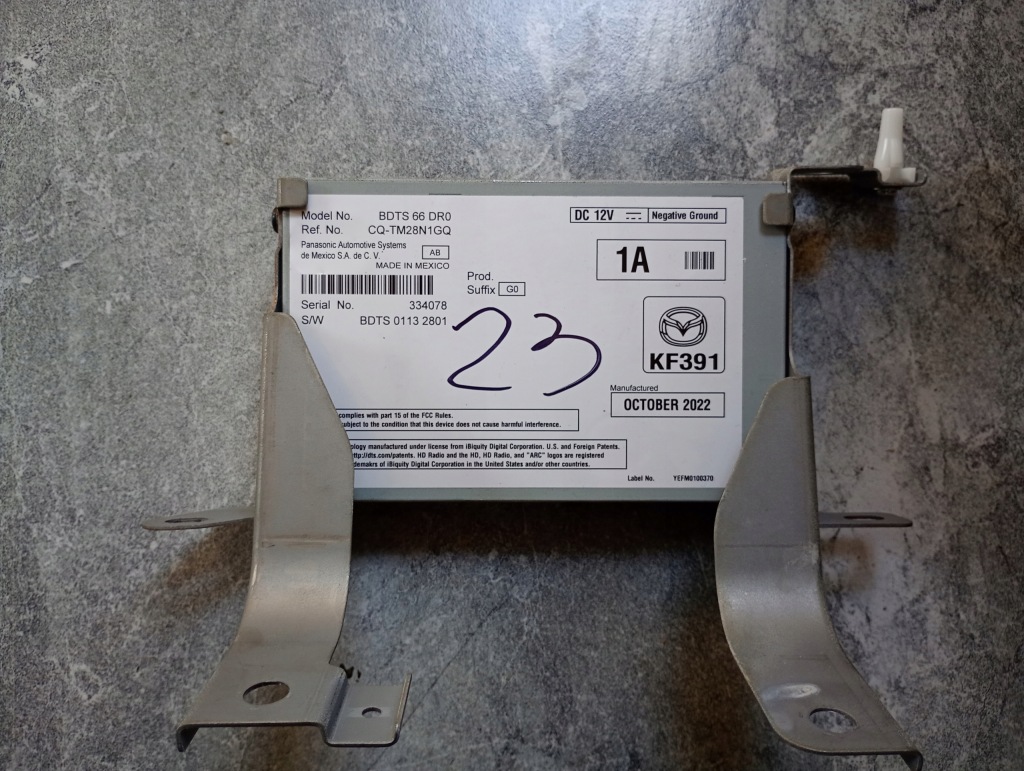 Model No. BDTS 66 DR0
Ref. No. CQ-TM28N1GQ
Panasonic Automotive Systems
de Mexico S.A. de C. V. AB
MADE IN MEXICO
Serial No. 334078
S/W BDTS 0113 2801
Prod.
Suffix G0
DC 12V Negative Ground
1A
KF391
Manufactured
OCTOBER 2022
23
complies with part 15 of the FCC Rules.
ubject to the condition that this device does not cause harmful interference.
ology manufactured under license from iBiquity Digital Corporation. U.S. and Foreign Patents.
http://dts.com/patents. HD Radio and the HD, HD Radio, and "ARC" logos are registered
demakrs of iBiquity Digital Corporation in the United States and/or other countries.
Label No. YEFM0100370